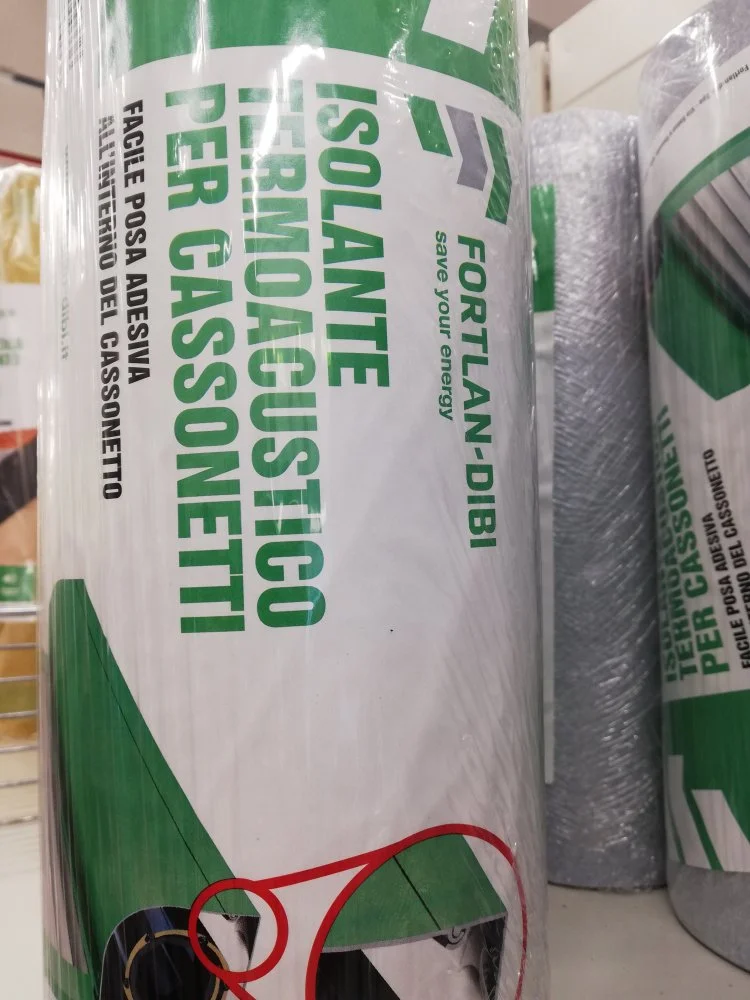 FORTLAN-DIBI
save your energy
ISOLANTE
TERMOACUSTICO
PER CASSONETTI
FACILE POSA ADESIVA
ALL'INTERNO DEL CASSONETTO
PER CASSONETTI
FACILE POSA ADESIVA
DEL CASSONETTO